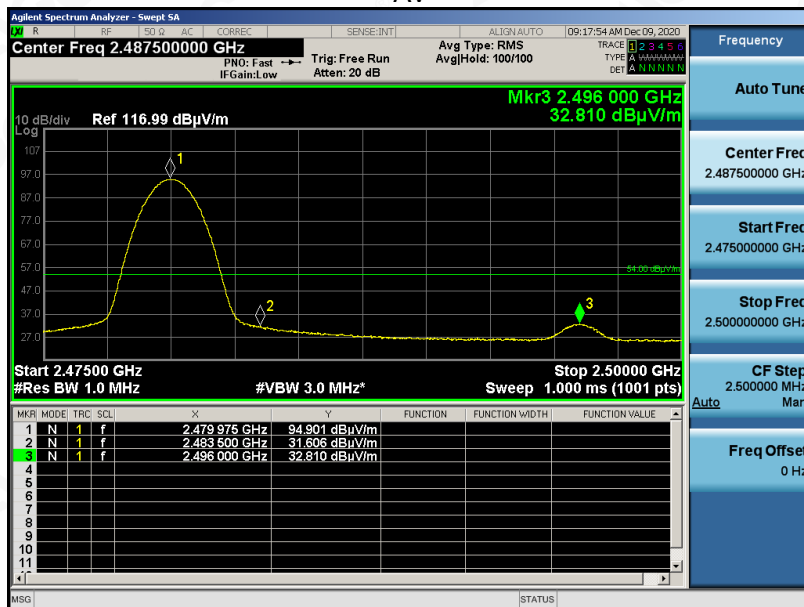 Agilent Spectrum Analyzer - Swept SA
LXI R RF 50 Ω AC CORREC SENSE:INT ALIGN AUTO 09:17:54 AM Dec 09, 2020
Center Freq 2.487500000 GHz
PNO: Fast
IFGain:Low
Trig: Free Run
Atten: 20 dB
Avg Type: RMS
Avg|Hold: 100/100
TRACE 1 2 3 4 5 6
TYPE A WWWWW
DET A N N N N N
Mkr3 2.496 000 GHz
32.810 dBµV/m
10 dB/div Ref 116.99 dBµV/m
Log
107
97.0
87.0
77.0
67.0
57.0
47.0
37.0
27.0
1
2
3
54.00 dBµV/m
Start 2.47500 GHz Stop 2.50000 GHz
#Res BW 1.0 MHz #VBW 3.0 MHz* Sweep 1.000 ms (1001 pts)
MKR MODE TRC SCL X Y FUNCTION FUNCTION WIDTH FUNCTION VALUE
1 N 1 f 2.479 975 GHz 94.901 dBµV/m
2 N 1 f 2.483 500 GHz 31.606 dBµV/m
3 N 1 f 2.496 000 GHz 32.810 dBµV/m
4
5
6
7
8
9
10
11
MSG STATUS
Frequency
Auto Tune
Center Freq
2.487500000 GHz
Start Freq
2.475000000 GHz
Stop Freq
2.500000000 GHz
CF Step
2.500000 MHz
Auto Man
Freq Offset
0 Hz